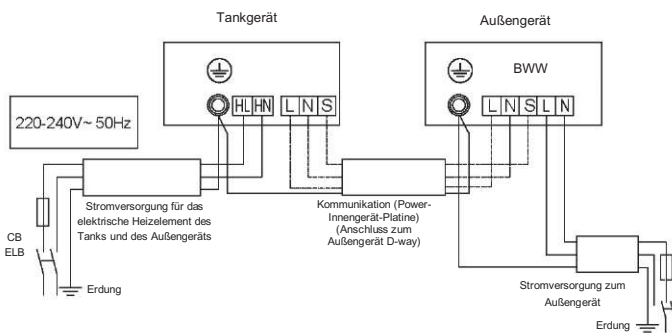 Tankgerät
Außengerät
BWW
HL HN L N S
L N S L N
220-240V~ 50Hz
Stromversorgung für das
elektrische Heizelement des
Tanks und des Außengeräts
Kommunikation (Power-
Innengerät-Platine)
(Anschluss zum
Außengerät D-way)
CB
ELB
Erdung
Stromversorgung zum
Außengerät
Erdung